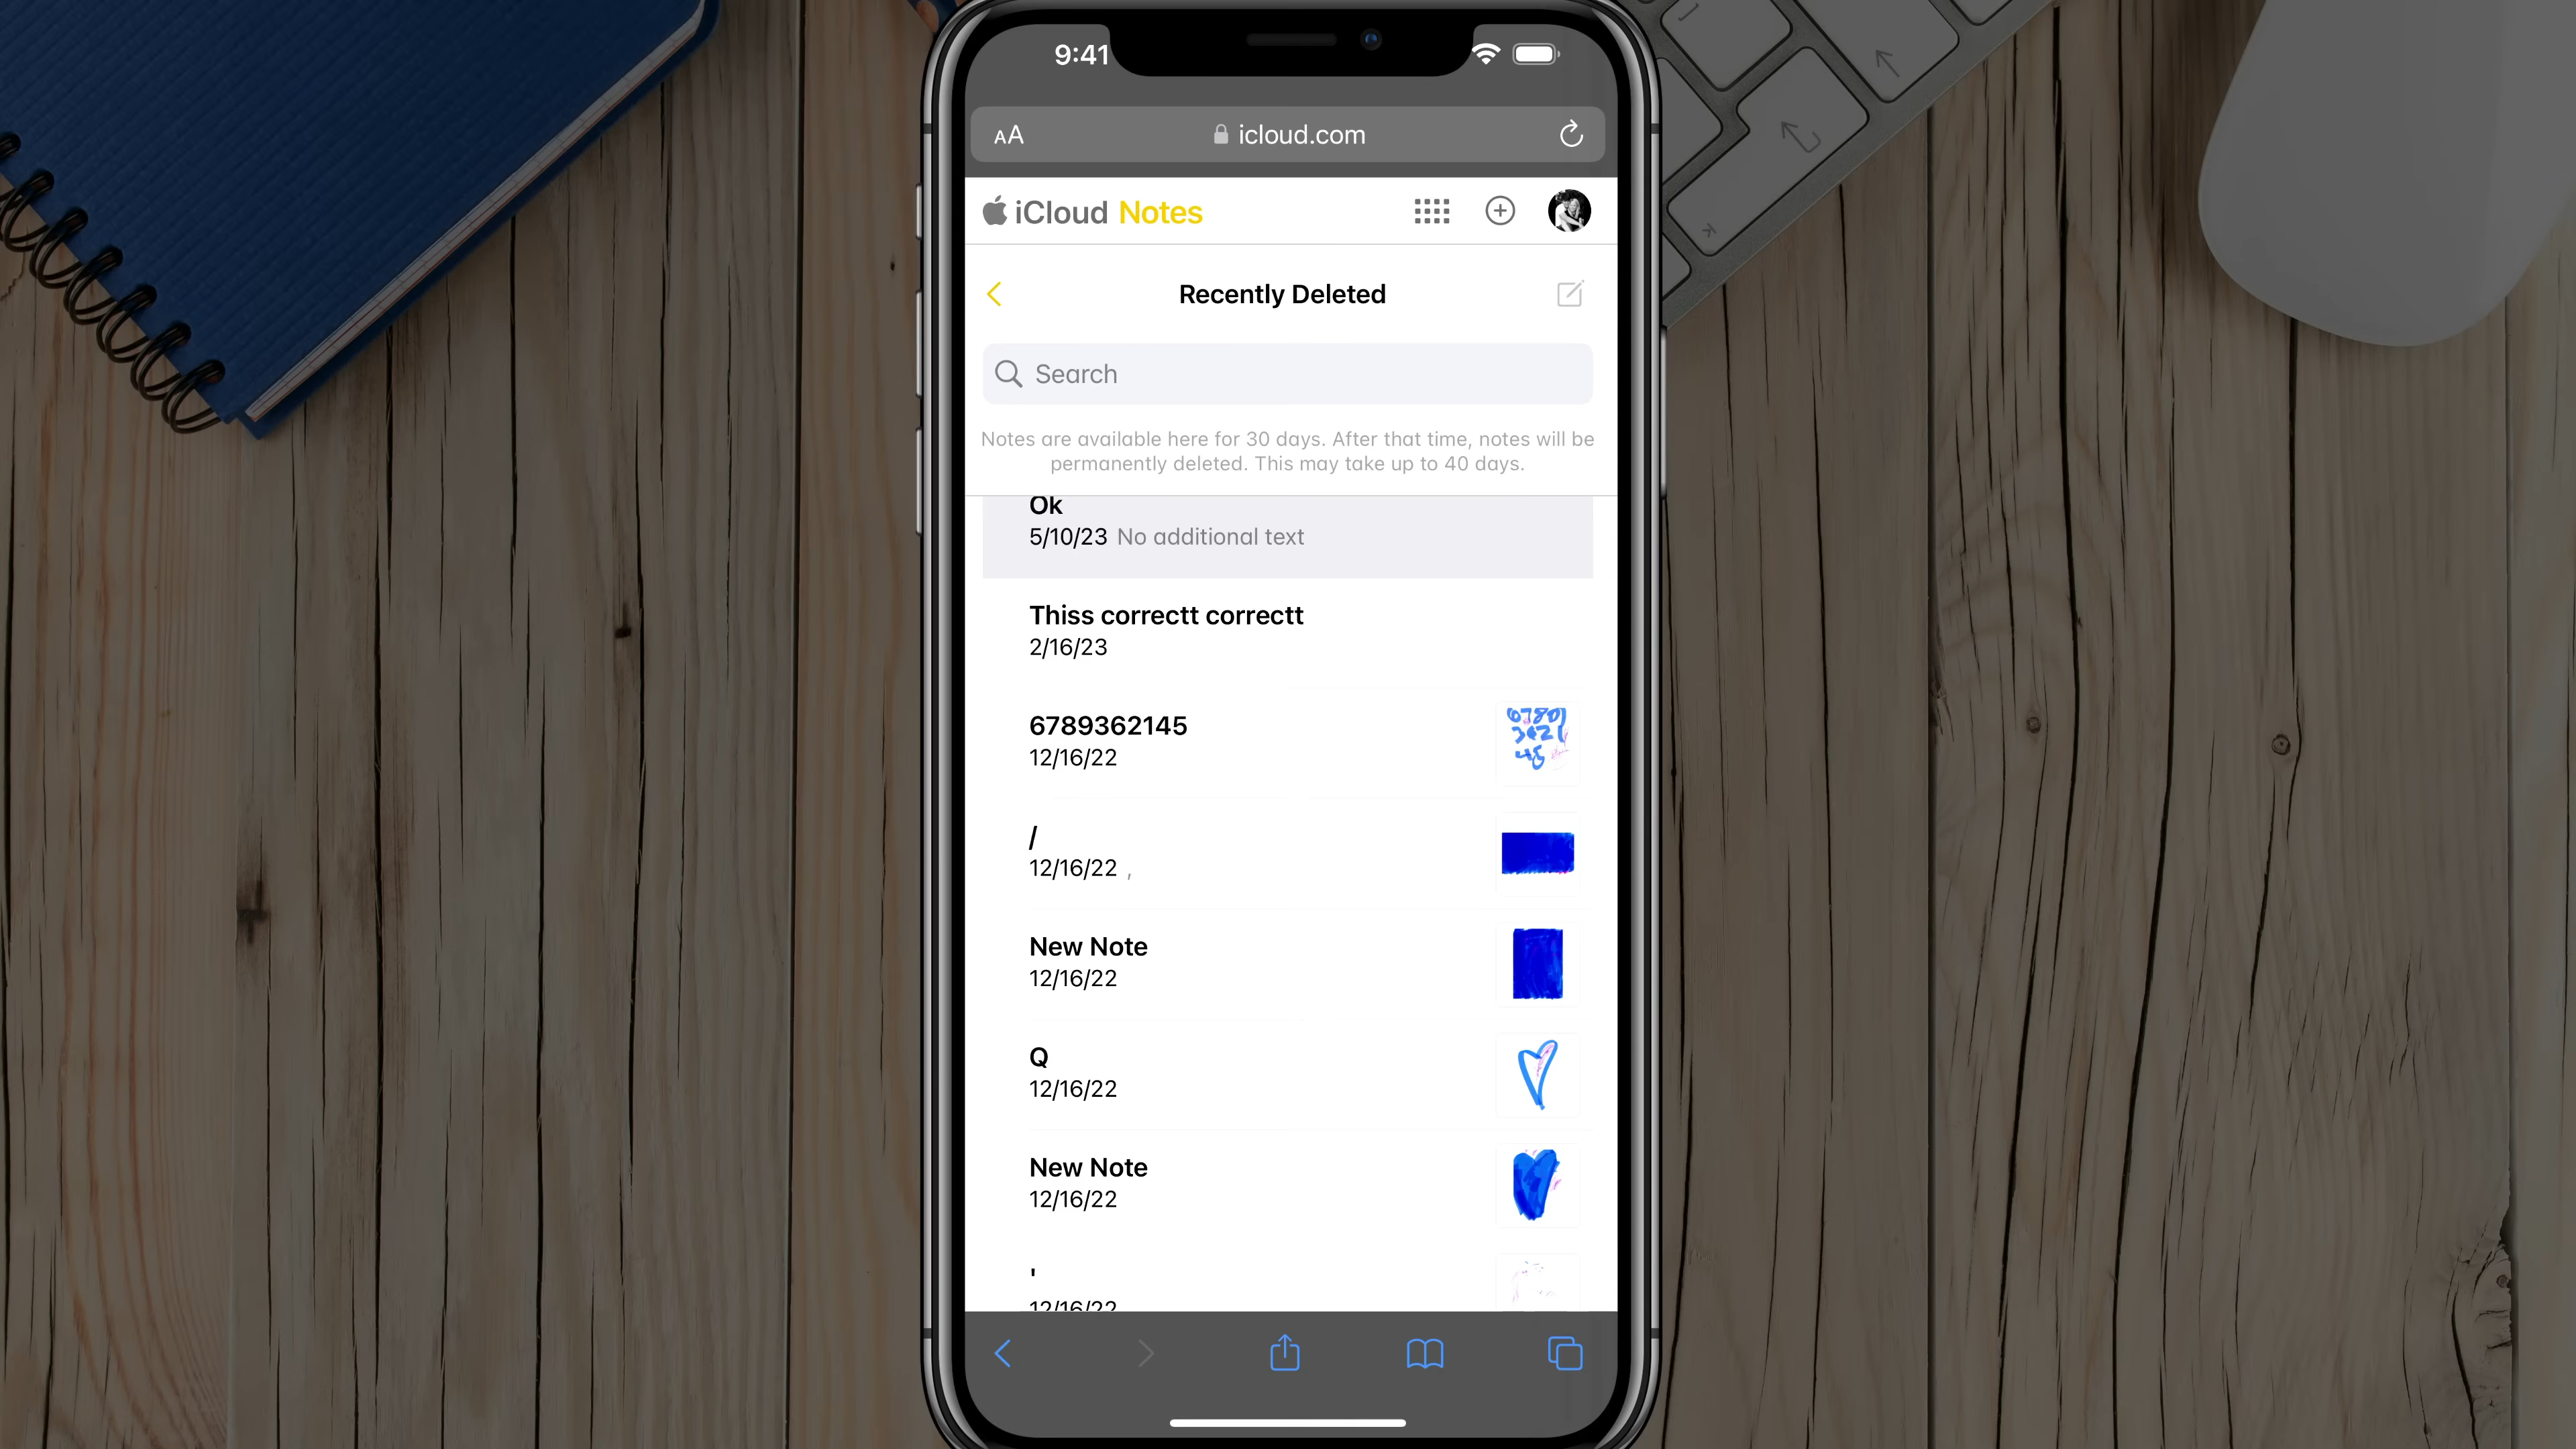 9:41
AA icloud.com
iCloud Notes
Recently Deleted
Search
Notes are available here for 30 days. After that time, notes will be
permanently deleted. This may take up to 40 days.
Ok
5/10/23 No additional text
Thiss correctt correctt
2/16/23
6789362145
12/16/22
/
12/16/22 ,
New Note
12/16/22
Q
12/16/22
New Note
12/16/22
'
12/16/22